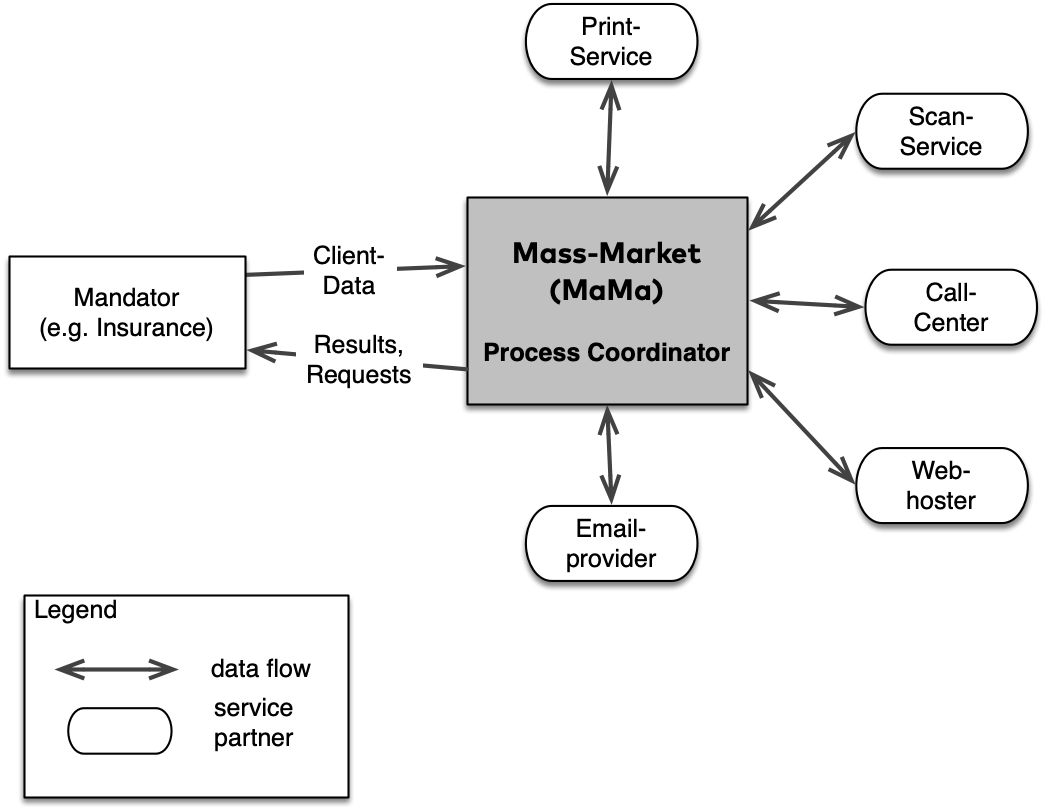 Print-
Service
Scan-
Service
Mass-Market
(MaMa)
Process Coordinator
Client-
Data
Mandator
(e.g. Insurance)
Results,
Requests
Call-
Center
Web-
hoster
Email-
provider
Legend
data flow
service
partner